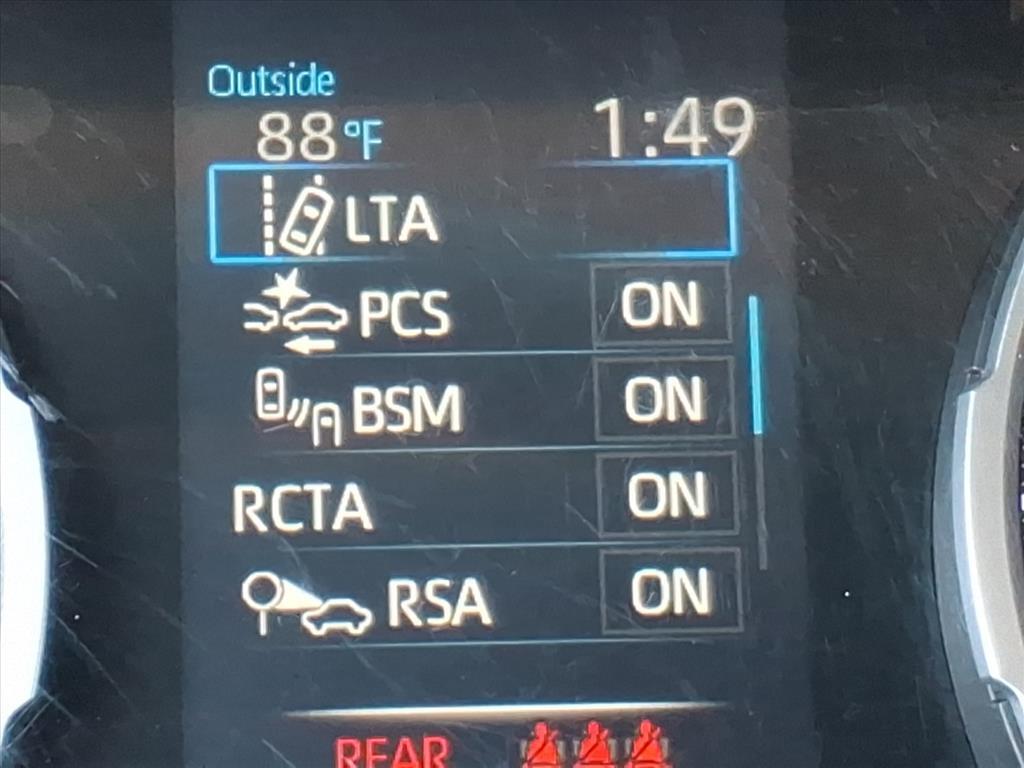 Outside
88 °F 1:49
LTA
PCS ON
BSM ON
RCTA ON
RSA ON
REAR